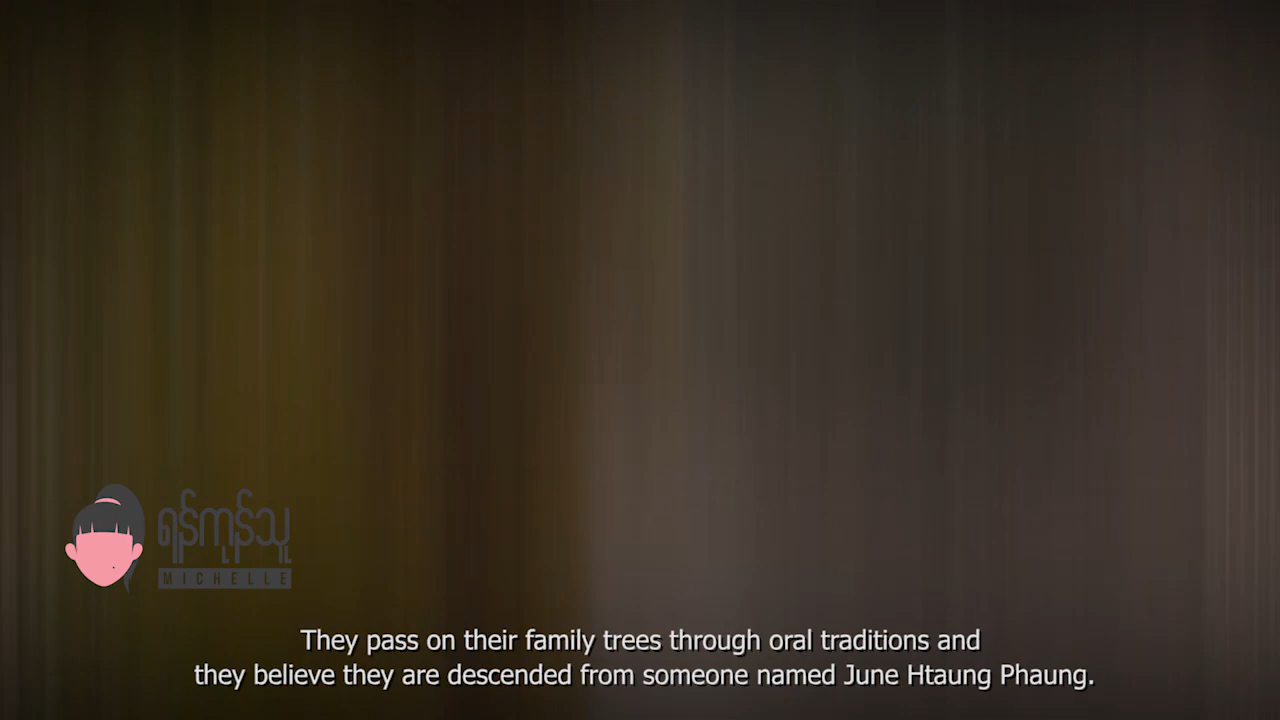 ရန်ကုန်သူ
MICHELLE
They pass on their family trees through oral traditions and
they believe they are descended from someone named June Htaung Phaung.